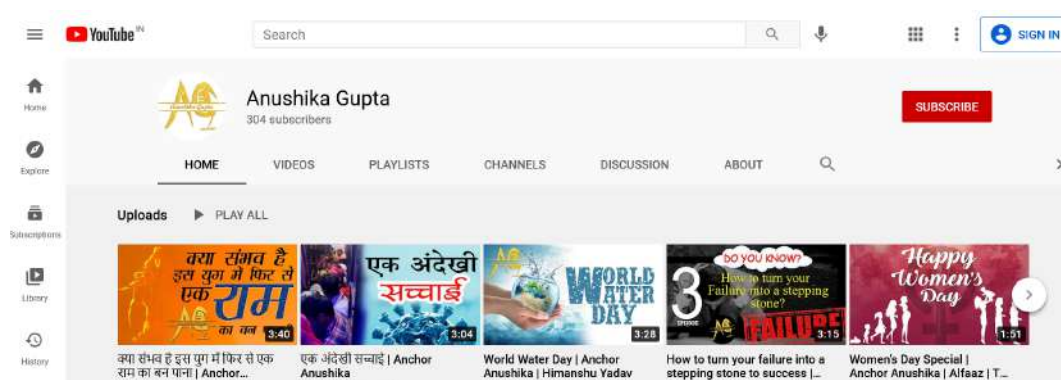 YouTube IN
Search
SIGN IN
Home
Explore
Subscriptions
Library
History
Anushika Gupta
304 subscribers
SUBSCRIBE
HOME VIDEOS PLAYLISTS CHANNELS DISCUSSION ABOUT
Uploads PLAY ALL
क्या संभव है
इस युग में फिर से
एक राम
का बन
3:40
क्या संभव है इस युग में फिर से एक
राम का बन पाना | Anchor...
एक अंदेखी
सच्चाई
3:04
एक अंदेखी सच्चाई | Anchor
Anushika
WORLD
WATER
DAY
3:28
World Water Day | Anchor
Anushika | Himanshu Yadav
DO YOU KNOW?
How to turn your
Failure into a stepping
stone?
3
EPISODE
FAILURE
3:15
How to turn your failure into a
stepping stone to success |...
Happy
Women's
Day
1:51
Women's Day Special |
Anchor Anushika | Alfaaz | T...